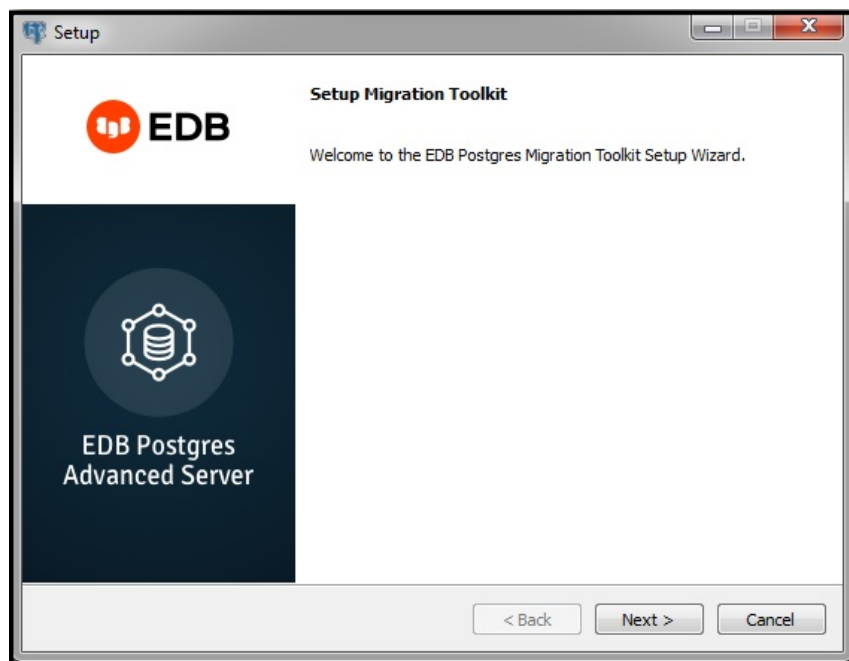 Setup
EDB
Setup Migration Toolkit
Welcome to the EDB Postgres Migration Toolkit Setup Wizard.
EDB Postgres
Advanced Server
< Back
Next >
Cancel